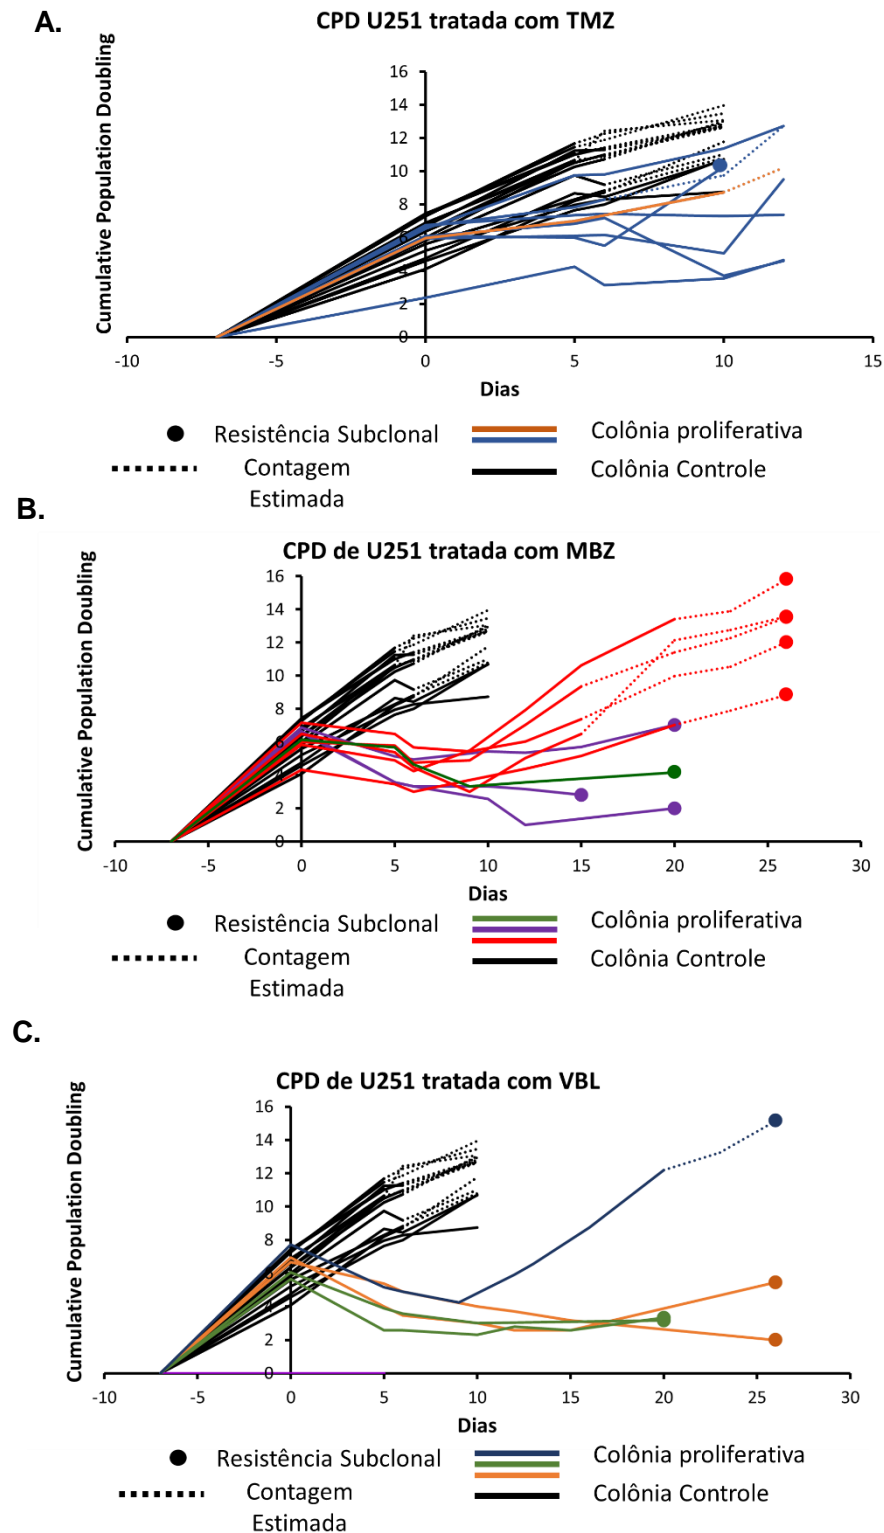 A.
CPD U251 tratada com TMZ
Cumulative Population Doubling
16
14
12
10
8
6
4
2
0
-10
-5
0
5
10
15
Dias
Resistência Subclonal
Colônia proliferativa
Contagem
Estimada
Colônia Controle
B.
CPD de U251 tratada com MBZ
Cumulative Population Doubling
16
14
12
10
8
6
4
2
0
-10
-5
0
5
10
15
20
25
30
Dias
Resistência Subclonal
Colônia proliferativa
Contagem
Estimada
Colônia Controle
C.
CPD de U251 tratada com VBL
Cumulative Population Doubling
16
14
12
10
8
6
4
2
0
-10
-5
0
5
10
15
20
25
30
Dias
Resistência Subclonal
Colônia proliferativa
Contagem
Estimada
Colônia Controle